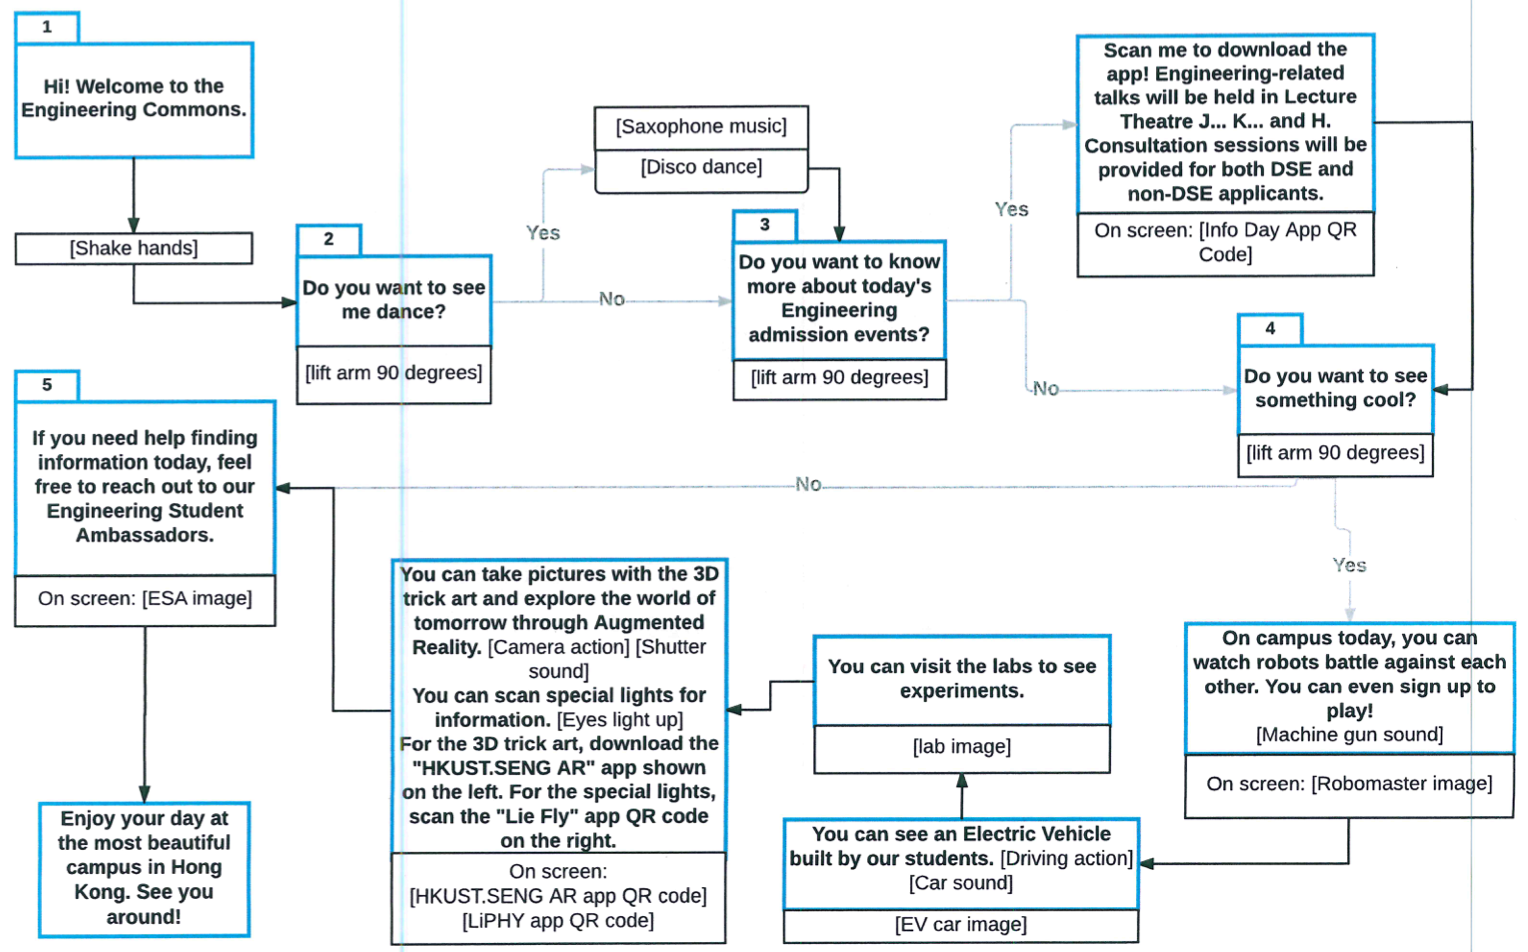 1
Hi! Welcome to the
Engineering Commons.
[Shake hands]
2
Do you want to see
me dance?
[lift arm 90 degrees]
Yes
No
[Saxophone music]
[Disco dance]
3
Do you want to know
more about today's
Engineering
admission events?
[lift arm 90 degrees]
Yes
No
Scan me to download the
app! Engineering-related
talks will be held in Lecture
Theatre J... K... and H.
Consultation sessions will be
provided for both DSE and
non-DSE applicants.
On screen: [Info Day App QR
Code]
4
Do you want to see
something cool?
[lift arm 90 degrees]
No
Yes
On campus today, you can
watch robots battle against each
other. You can even sign up to
play!
[Machine gun sound]
On screen: [Robomaster image]
You can see an Electric Vehicle
built by our students. [Driving action]
[Car sound]
[EV car image]
You can visit the labs to see
experiments.
[lab image]
You can take pictures with the 3D
trick art and explore the world of
tomorrow through Augmented
Reality. [Camera action] [Shutter
sound]
You can scan special lights for
information. [Eyes light up]
For the 3D trick art, download the
"HKUST.SENG AR" app shown
on the left. For the special lights,
scan the "Lie Fly" app QR code
on the right.
On screen:
[HKUST.SENG AR app QR code]
[LiPHY app QR code]
5
If you need help finding
information today, feel
free to reach out to our
Engineering Student
Ambassadors.
On screen: [ESA image]
Enjoy your day at
the most beautiful
campus in Hong
Kong. See you
around!